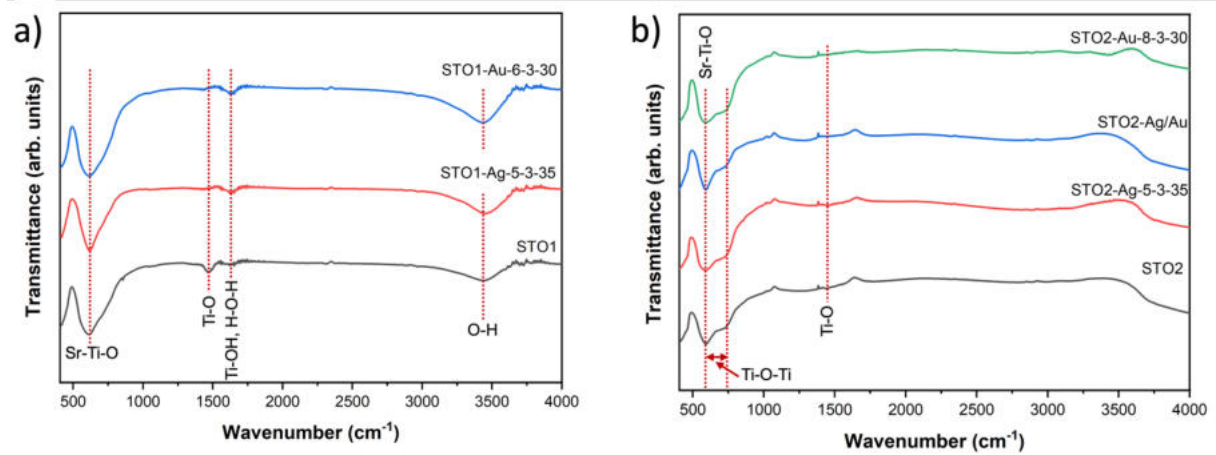 a)
Transmittance (arb. units)
STO1-Au-6-3-30
STO1-Ag-5-3-35
STO1
Sr-Ti-O
Ti-O
Ti-OH, H-O-H
O-H
500 1000 1500 2000 2500 3000 3500 4000
Wavenumber (cm⁻¹)
b)
Transmittance (arb. units)
Sr-Ti-O
STO2-Au-8-3-30
STO2-Ag/Au
STO2-Ag-5-3-35
STO2
Ti-O
Ti-O-Ti
500 1000 1500 2000 2500 3000 3500 4000
Wavenumber (cm⁻¹)